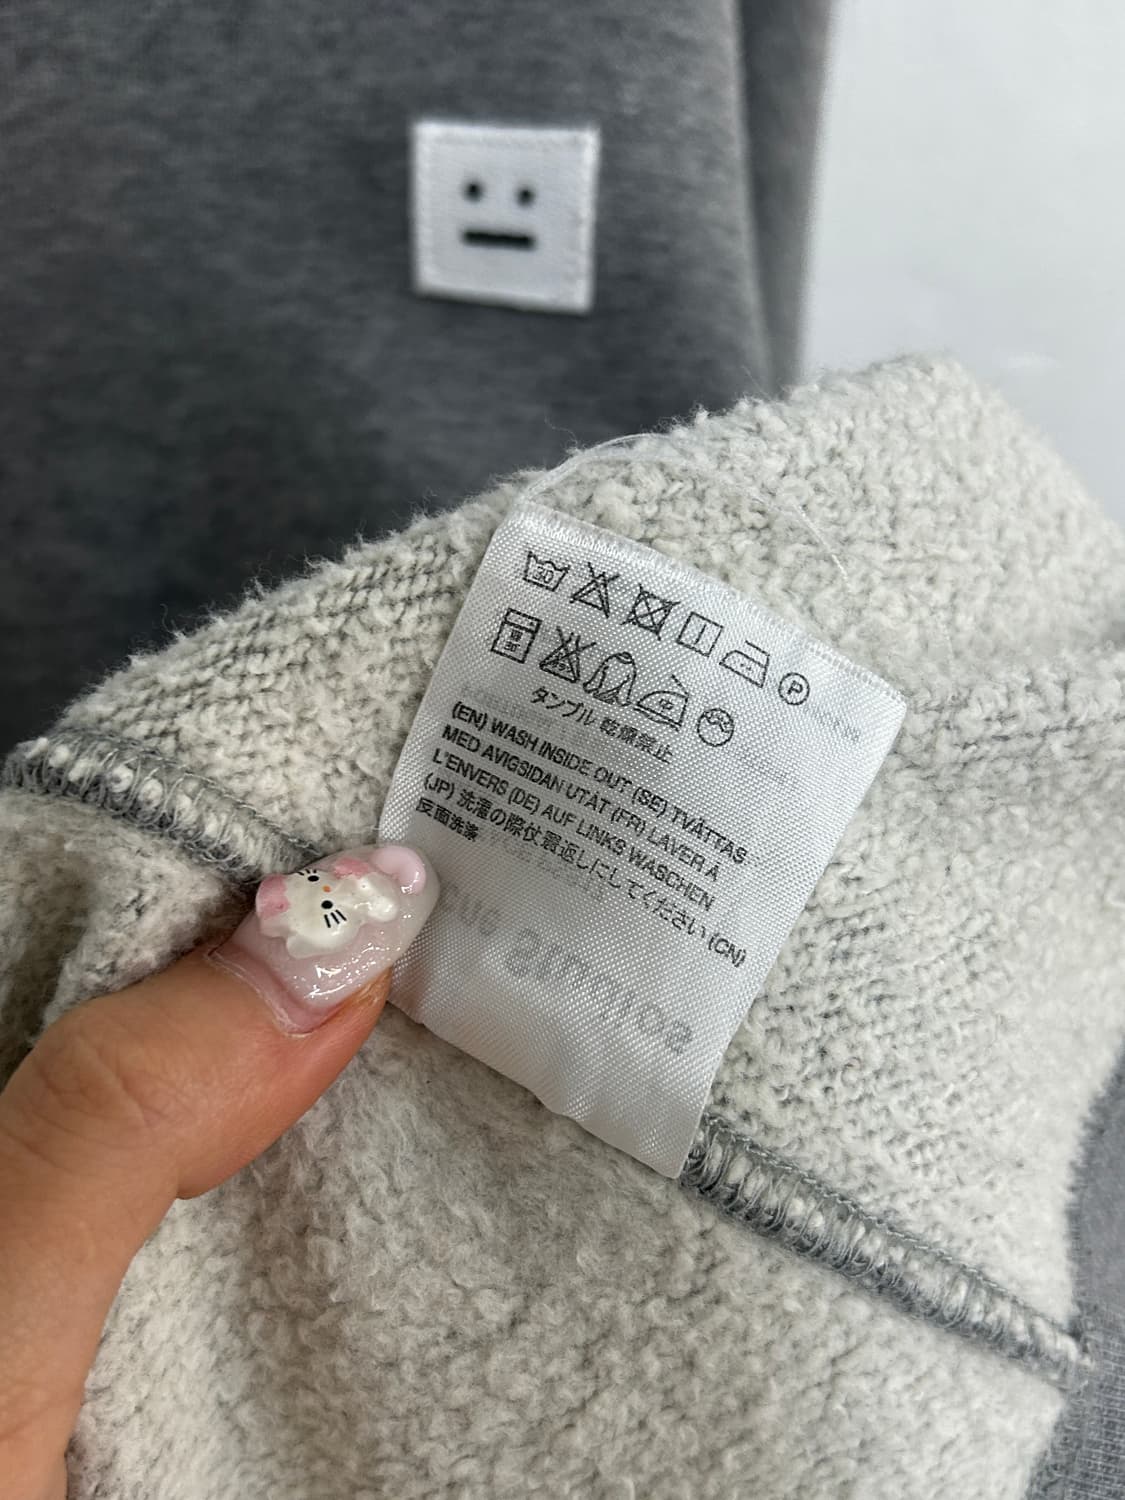 30
P
タンブル 乾燥禁止
(EN) WASH INSIDE OUT (SE) TVÄTTAS
MED AVIGSIDAN UTÅT (FR) LAVER À
L'ENVERS (DE) AUF LINKS WASCHEN
(JP) 洗濯の際は裏返しにしてください (CN)
反面洗涤